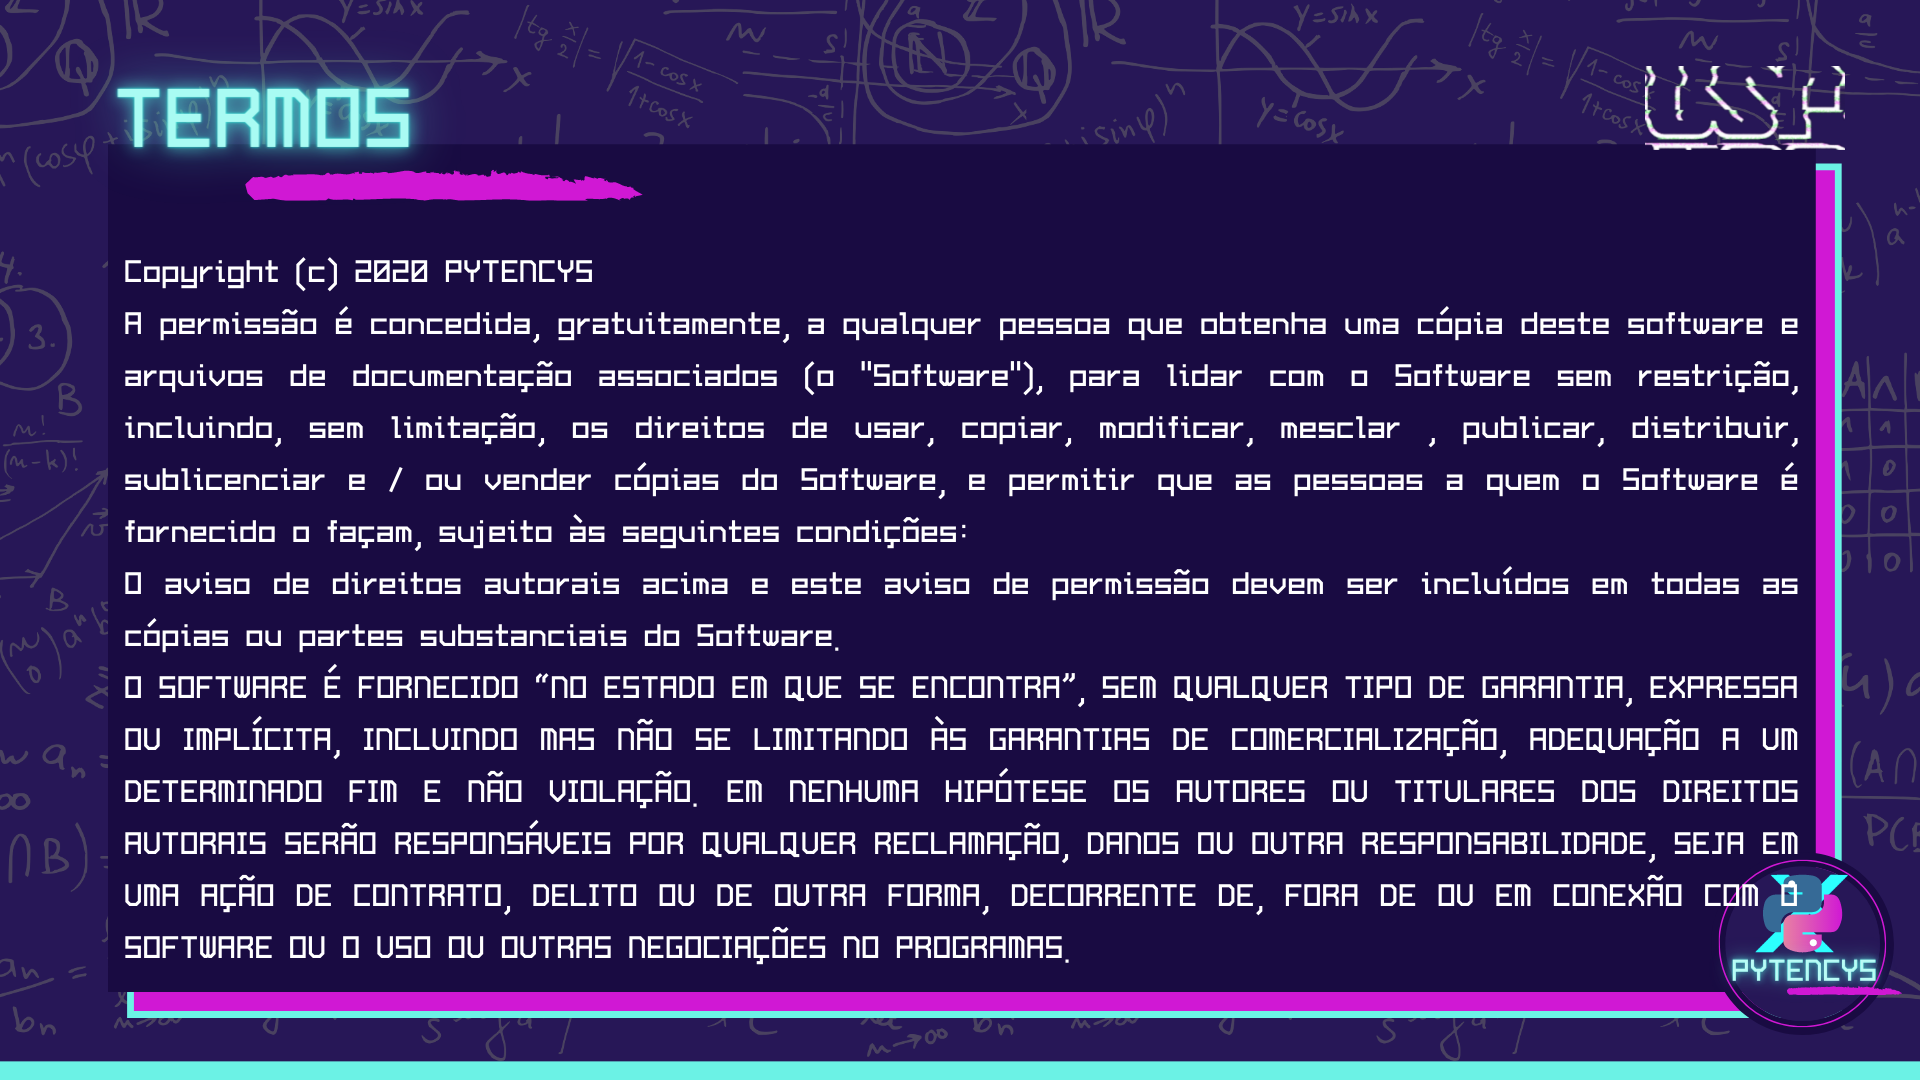 TERMOS
USP
Copyright (c) 2020 PYTENCYS
A permissão é concedida, gratuitamente, a qualquer pessoa que obtenha uma cópia deste software e
arquivos de documentação associados (o "Software"), para lidar com o Software sem restrição,
incluindo, sem limitação, os direitos de usar, copiar, modificar, mesclar , publicar, distribuir,
sublicenciar e / ou vender cópias do Software, e permitir que as pessoas a quem o Software é
fornecido o façam, sujeito às seguintes condições:
O aviso de direitos autorais acima e este aviso de permissão devem ser incluídos em todas as
cópias ou partes substanciais do Software.
O SOFTWARE É FORNECIDO “NO ESTADO EM QUE SE ENCONTRA”, SEM QUALQUER TIPO DE GARANTIA, EXPRESSA
OU IMPLÍCITA, INCLUINDO MAS NÃO SE LIMITANDO ÀS GARANTIAS DE COMERCIALIZAÇÃO, ADEQUAÇÃO A UM
DETERMINADO FIM E NÃO VIOLAÇÃO. EM NENHUMA HIPÓTESE OS AUTORES OU TITULARES DOS DIREITOS
AUTORAIS SERÃO RESPONSÁVEIS POR QUALQUER RECLAMAÇÃO, DANOS OU OUTRA RESPONSABILIDADE, SEJA EM
UMA AÇÃO DE CONTRATO, DELITO OU DE OUTRA FORMA, DECORRENTE DE, FORA DE OU EM CONEXÃO COM O
SOFTWARE OU O USO OU OUTRAS NEGOCIAÇÕES NO PROGRAMAS.
PYTENCYS